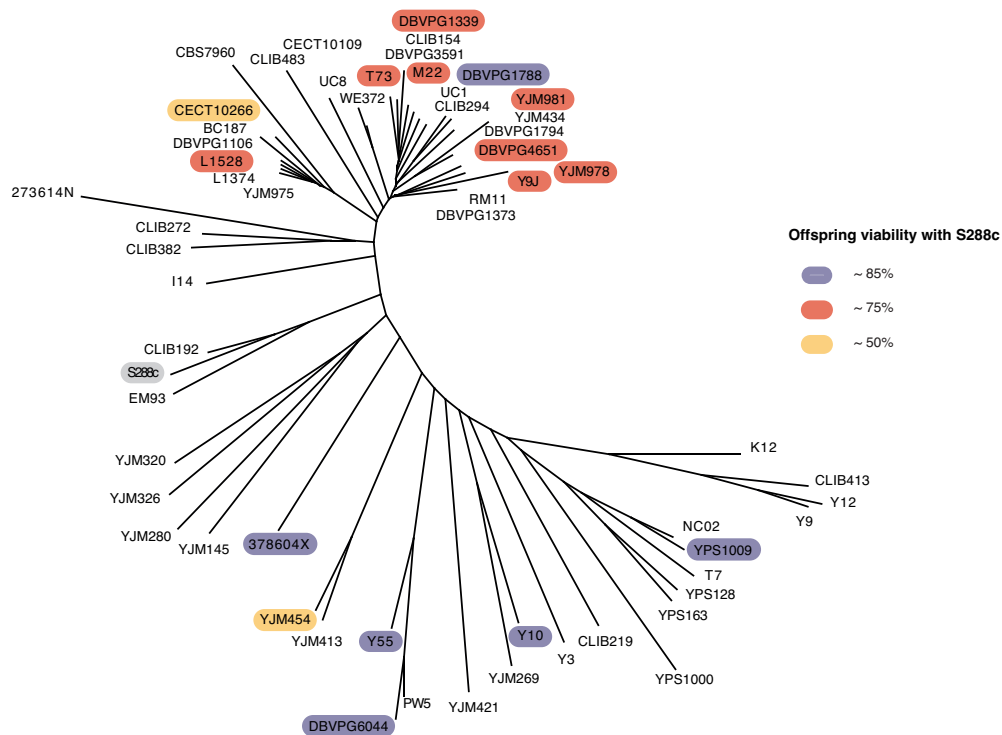 DBVPG1339
CLIB154
CECT10109
DBVPG3591
CBS7960
CLIB483
T73
M22
DBVPG1788
UC8
UC1
WE372
YJM981
CECT10266
CLIB294
YJM434
BC187
DBVPG1794
DBVPG1106
DBVPG4651
L1528
YJM978
L1374
Y9J
YJM975
273614N
RM11
DBVPG1373
CLIB272
CLIB382
I14
Offspring viability with S288c
~ 85%
~ 75%
~ 50%
CLIB192
S288c
EM93
YJM320
YJM326
YJM280
YJM145
378604X
YJM454
YJM413
Y55
DBVPG6044
PW5
YJM421
YJM269
Y10
Y3
CLIB219
YPS1000
YPS163
YPS128
T7
YPS1009
NC02
Y9
Y12
CLIB413
K12